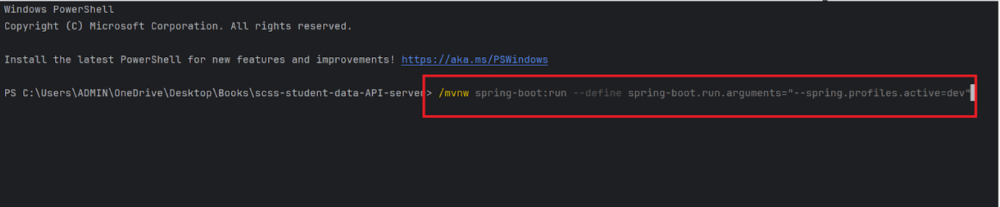 Windows PowerShell
Copyright (C) Microsoft Corporation. All rights reserved.
Install the latest PowerShell for new features and improvements! https://aka.ms/PSWindows
PS C:\Users\ADMIN\OneDrive\Desktop\Books\scss-student-data-API-server> /mvnw spring-boot:run --define spring-boot.run.arguments="--spring.profiles.active=dev"